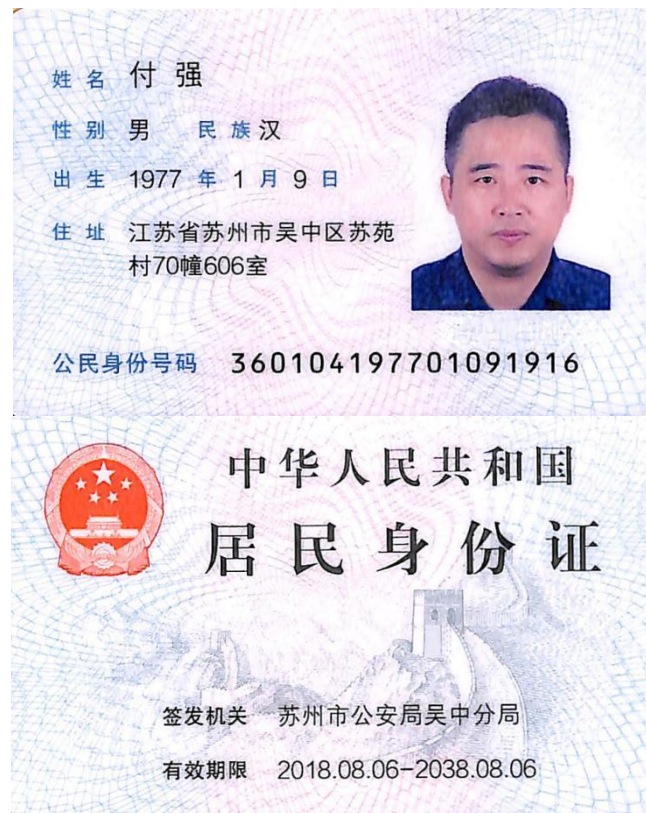 姓名 付强
性别 男 民族 汉
出生 1977 年 1 月 9 日
住址 江苏省苏州市吴中区苏苑
村70幢606室
公民身份号码 360104197701091916
中华人民共和国
居民身份证
签发机关 苏州市公安局吴中分局
有效期限 2018.08.06-2038.08.06